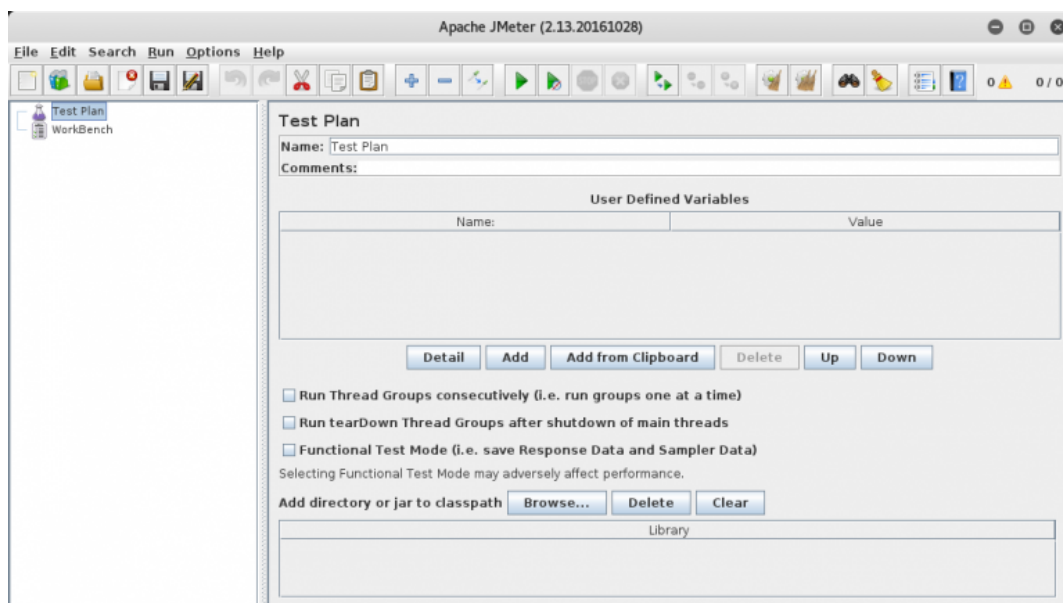 Apache JMeter (2.13.20161028)
File Edit Search Run Options Help
0 0 / 0
Test Plan
WorkBench
Test Plan
Name: Test Plan
Comments:
User Defined Variables
Name: Value
Detail Add Add from Clipboard Delete Up Down
Run Thread Groups consecutively (i.e. run groups one at a time)
Run tearDown Thread Groups after shutdown of main threads
Functional Test Mode (i.e. save Response Data and Sampler Data)
Selecting Functional Test Mode may adversely affect performance.
Add directory or jar to classpath Browse... Delete Clear
Library